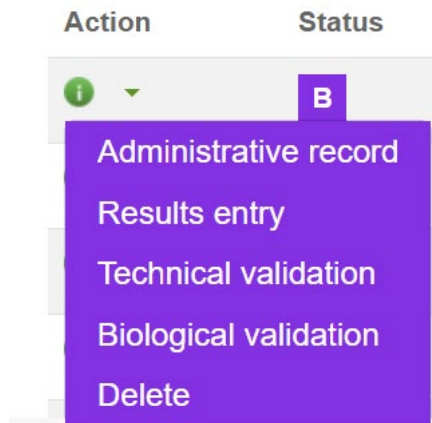 Action Status
i B
Administrative record
Results entry
Technical validation
Biological validation
Delete